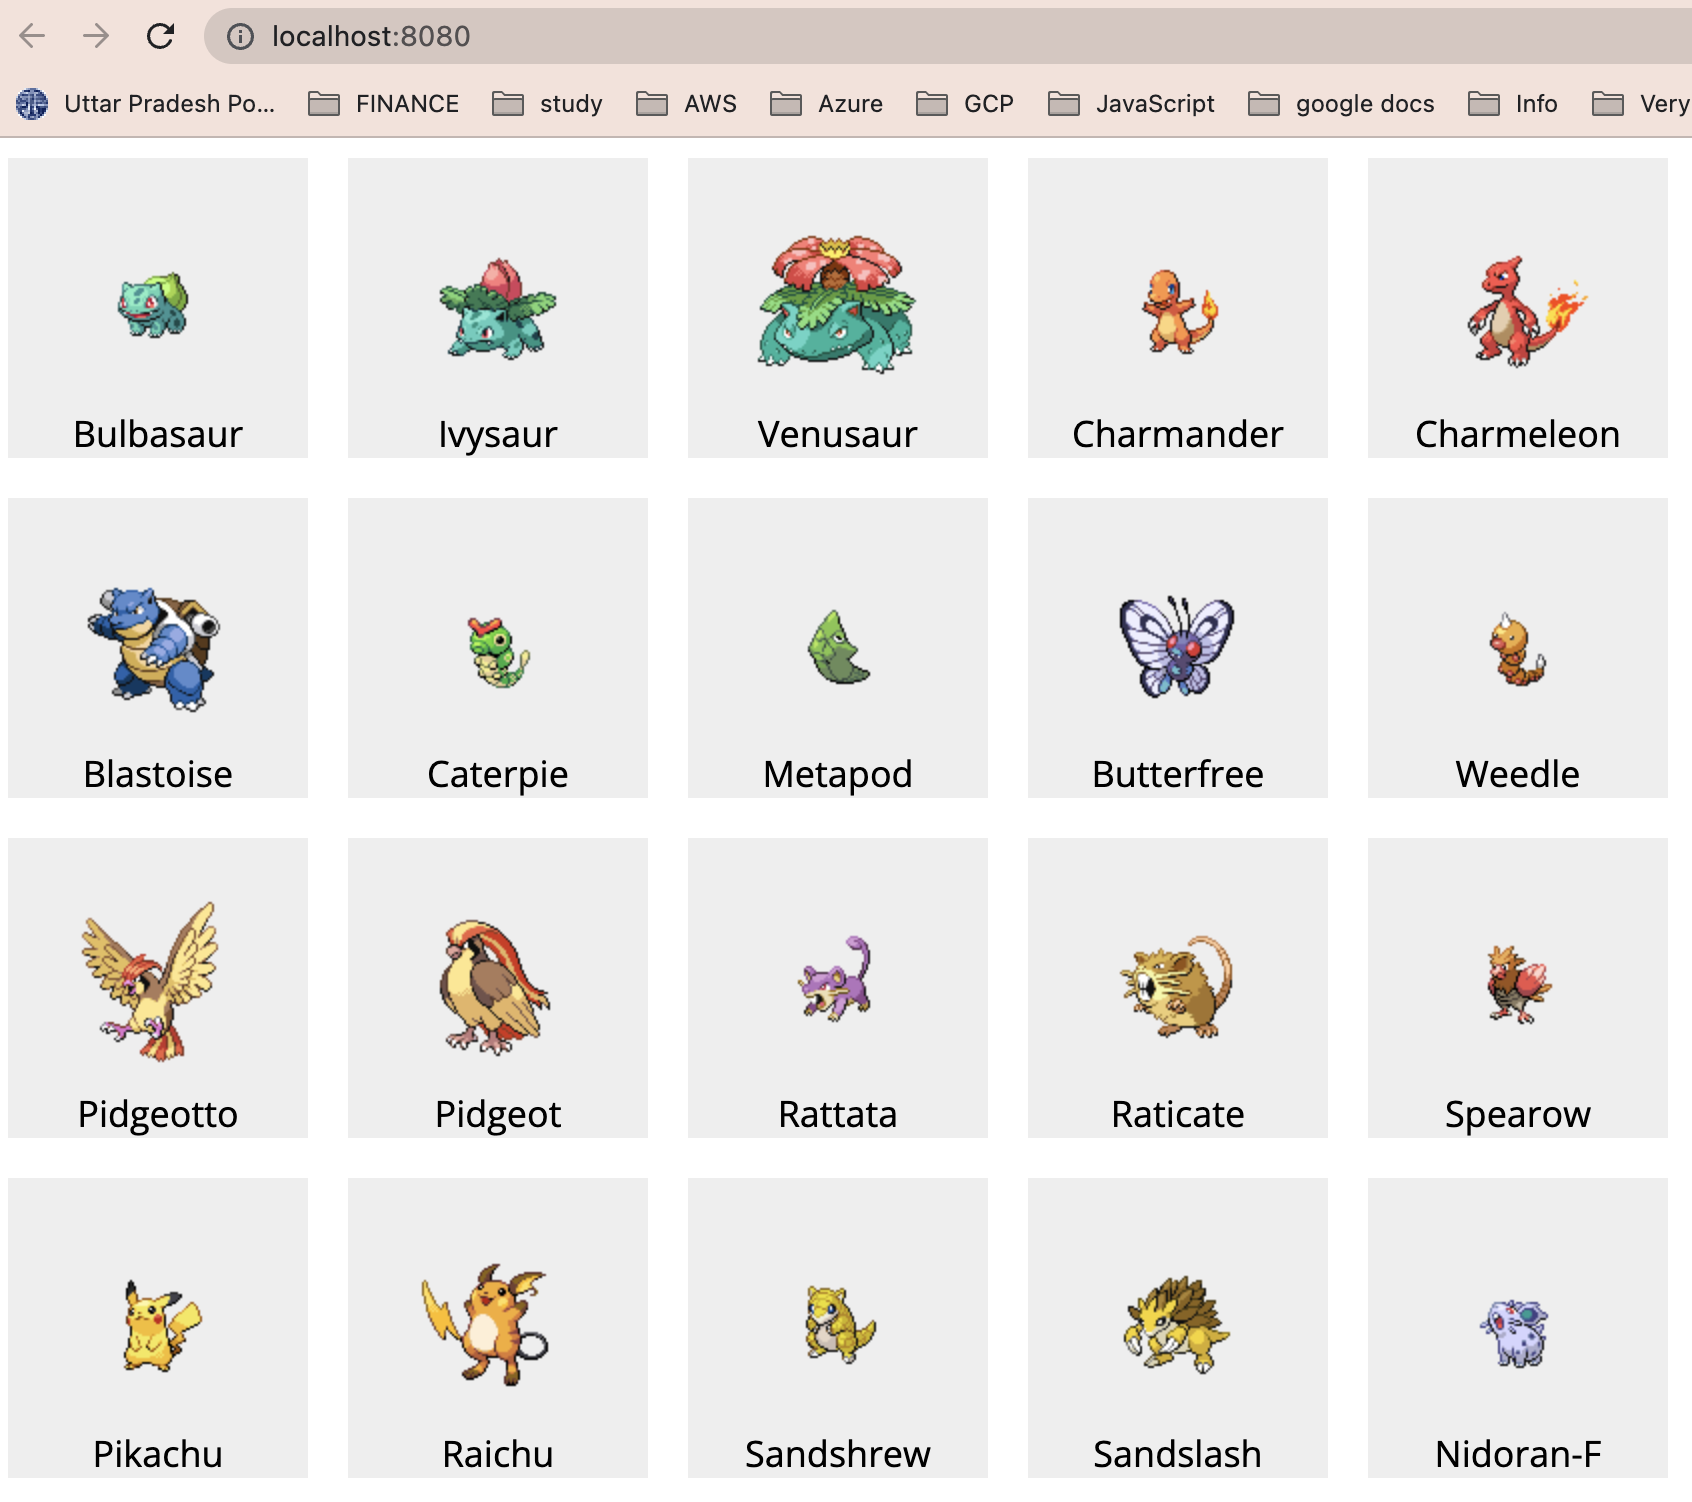 localhost:8080
Uttar Pradesh Po... FINANCE study AWS Azure GCP JavaScript google docs Info Very
Bulbasaur Ivysaur Venusaur Charmander Charmeleon
Blastoise Caterpie Metapod Butterfree Weedle
Pidgeotto Pidgeot Rattata Raticate Spearow
Pikachu Raichu Sandshrew Sandslash Nidoran-F